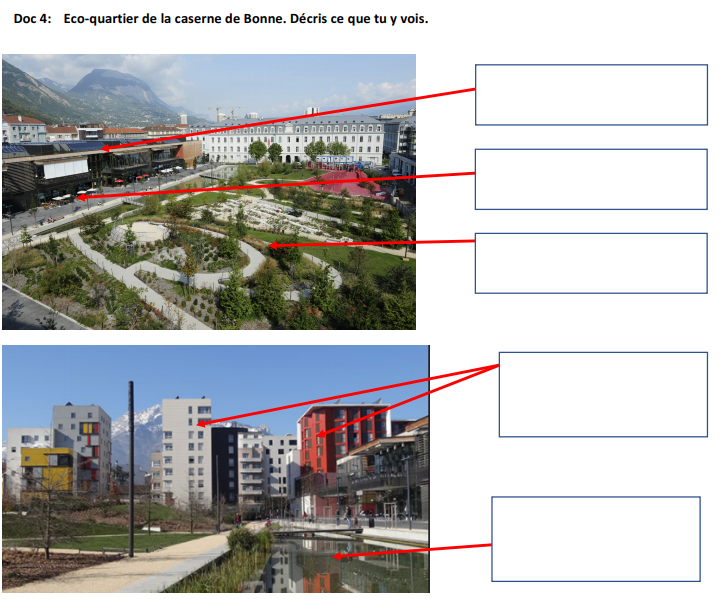 Doc 4: Eco-quartier de la caserne de Bonne. Décris ce que tu y vois.